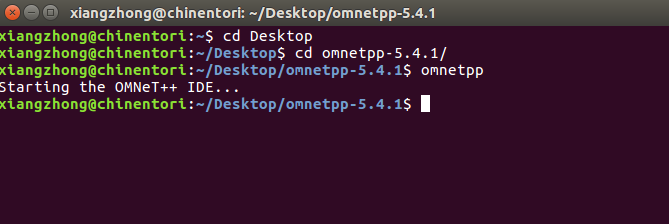 xiangzhong@chinentori: ~/Desktop/omnetpp-5.4.1
xiangzhong@chinentori:~$ cd Desktop
xiangzhong@chinentori:~/Desktop$ cd omnetpp-5.4.1/
xiangzhong@chinentori:~/Desktop/omnetpp-5.4.1$ omnetpp
Starting the OMNeT++ IDE...
xiangzhong@chinentori:~/Desktop/omnetpp-5.4.1$